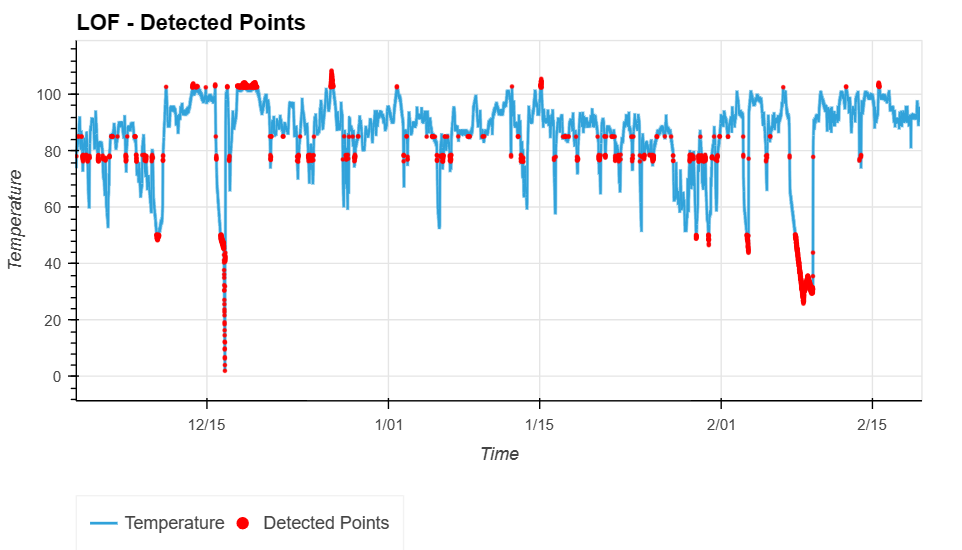 LOF - Detected Points
Temperature
100
80
60
40
20
0
12/15
1/01
1/15
2/01
2/15
Time
Temperature
Detected Points